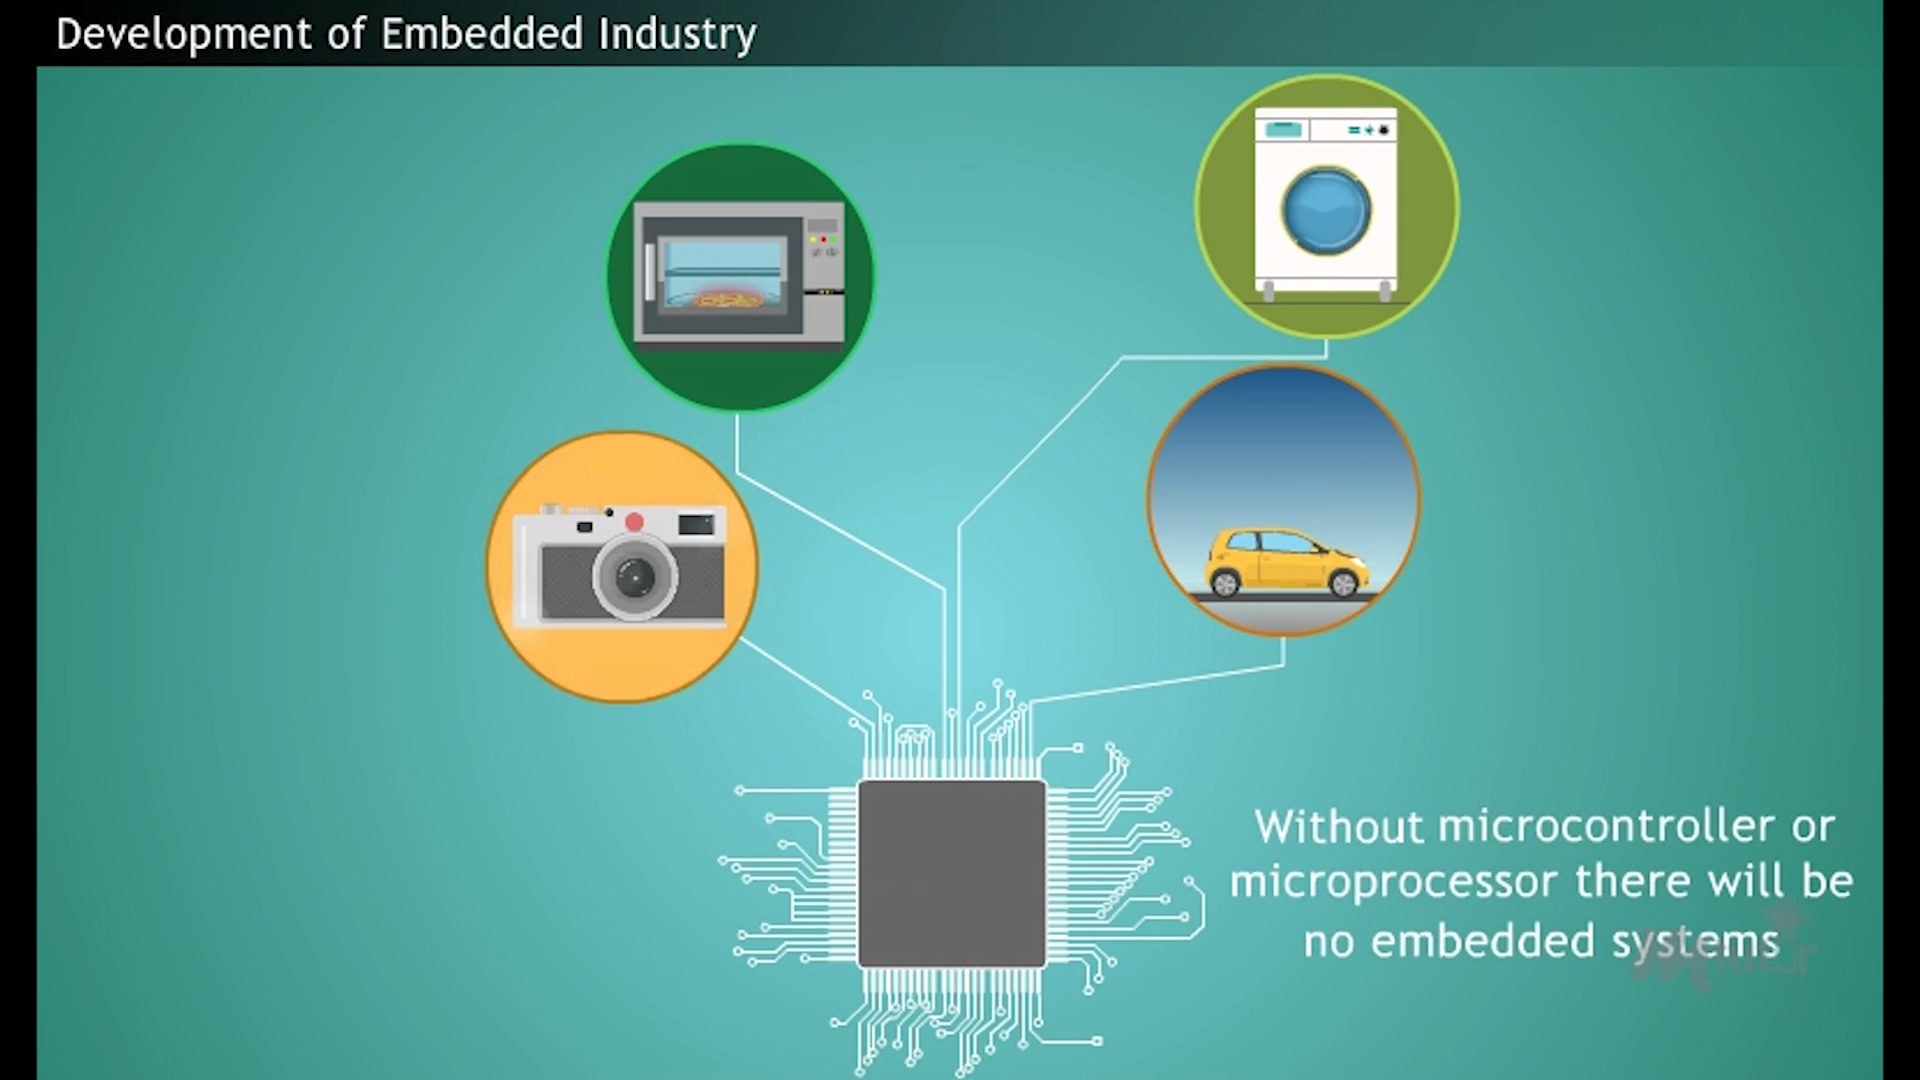 Development of Embedded Industry
Without microcontroller or
microprocessor there will be
no embedded systems